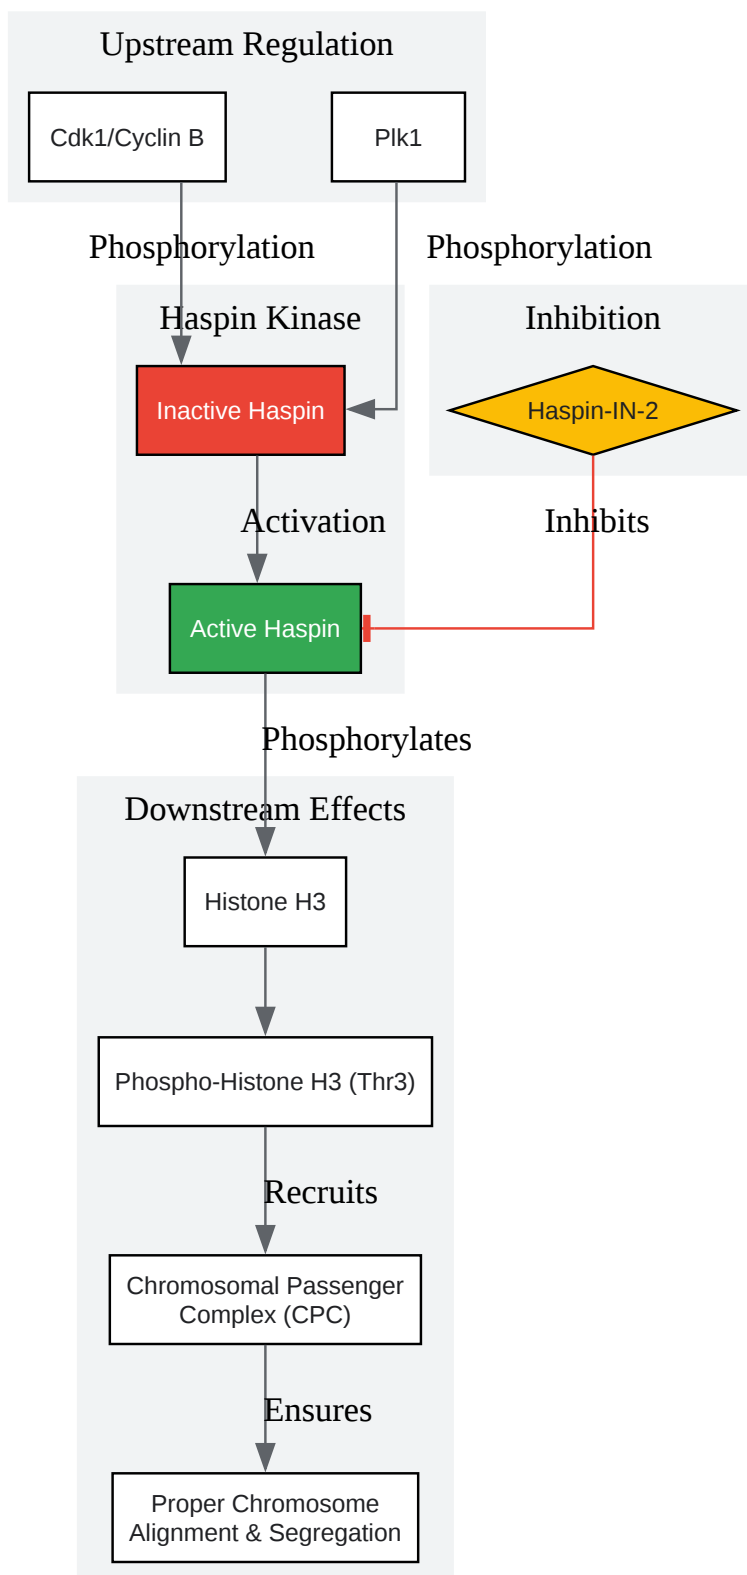 Upstream Regulation
Cdk1/Cyclin B
Plk1
Phosphorylation
Phosphorylation
Haspin Kinase
Inhibition
Inactive Haspin
Haspin-IN-2
Activation
Inhibits
Active Haspin
Phosphorylates
Downstream Effects
Histone H3
Phospho-Histone H3 (Thr3)
Recruits
Chromosomal Passenger
Complex (CPC)
Ensures
Proper Chromosome
Alignment & Segregation